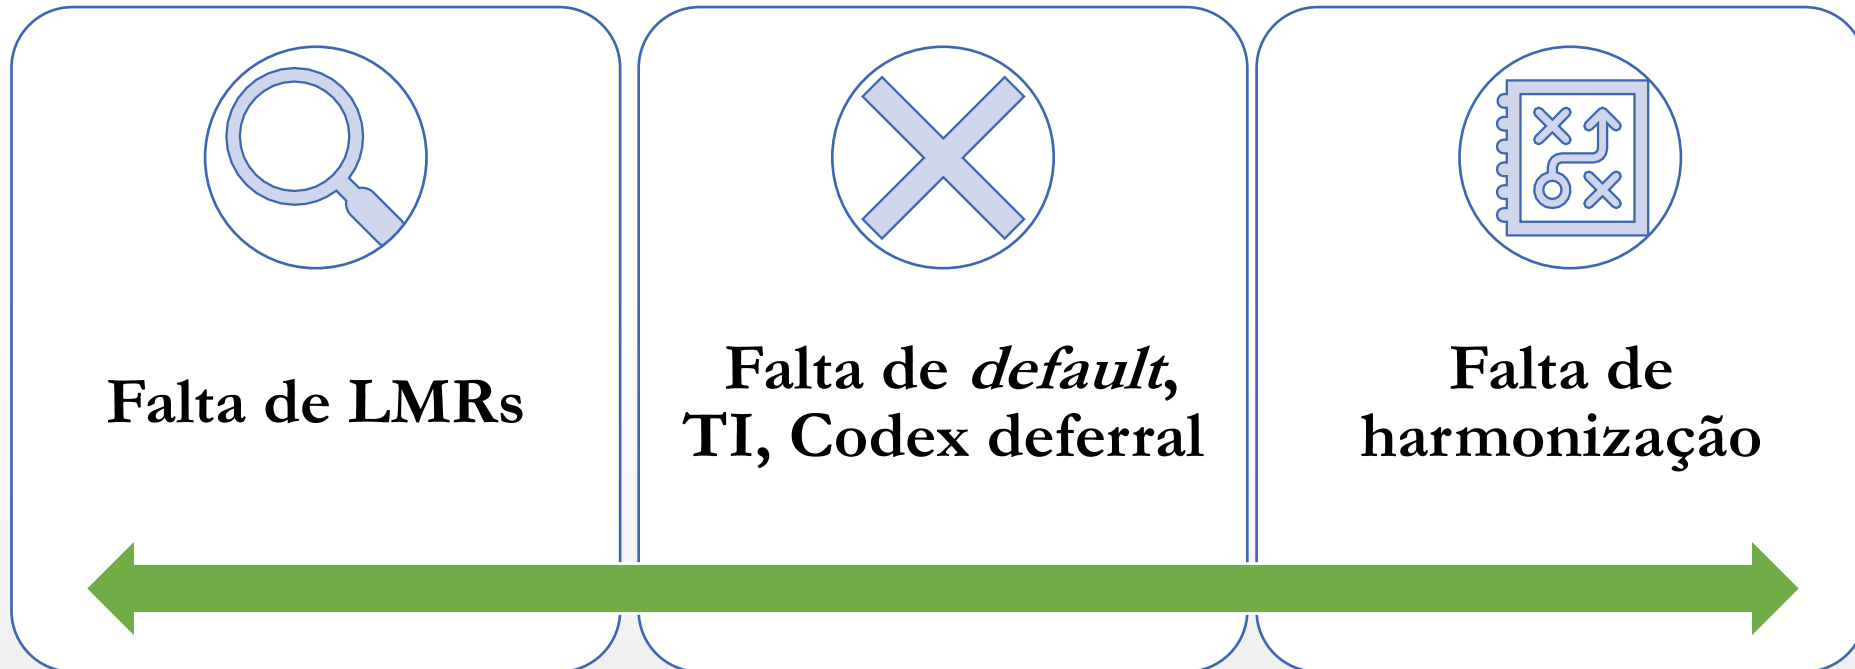 Falta de LMRs
Falta de default,
TI, Codex deferral
Falta de
harmonização